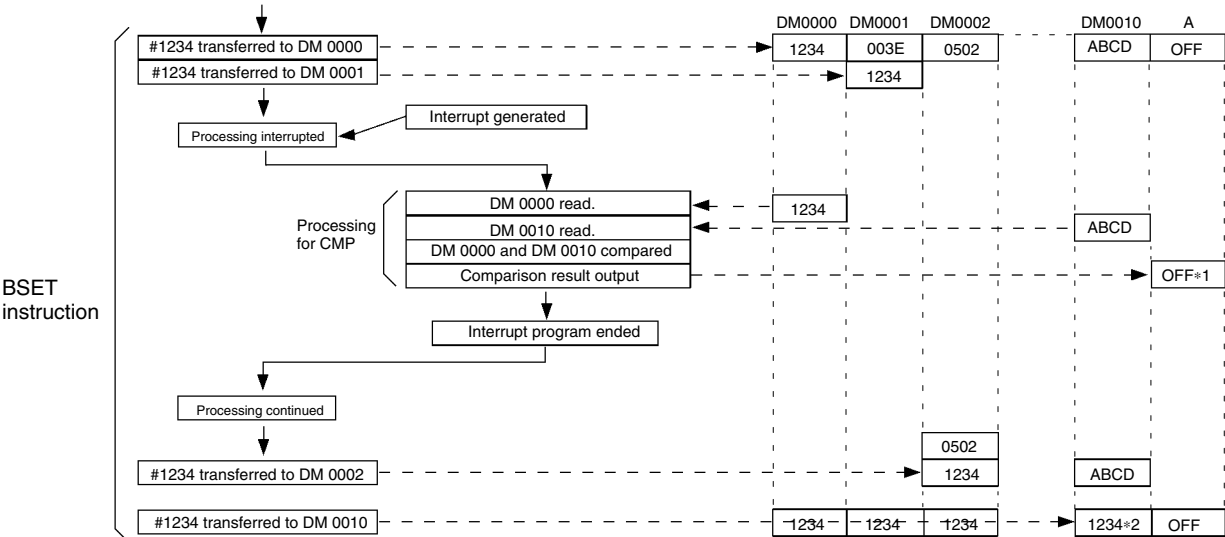 DM0000 DM0001 DM0002 DM0010 A
#1234 transferred to DM 0000 1234 003E 0502 ABCD OFF
#1234 transferred to DM 0001 1234
Interrupt generated
Processing interrupted
Processing
for CMP
DM 0000 read. 1234
DM 0010 read. ABCD
DM 0000 and DM 0010 compared
Comparison result output OFF*1
BSET
instruction
Interrupt program ended
Processing continued
0502
#1234 transferred to DM 0002 1234 ABCD
#1234 transferred to DM 0010 1234 1234 1234 1234*2 OFF